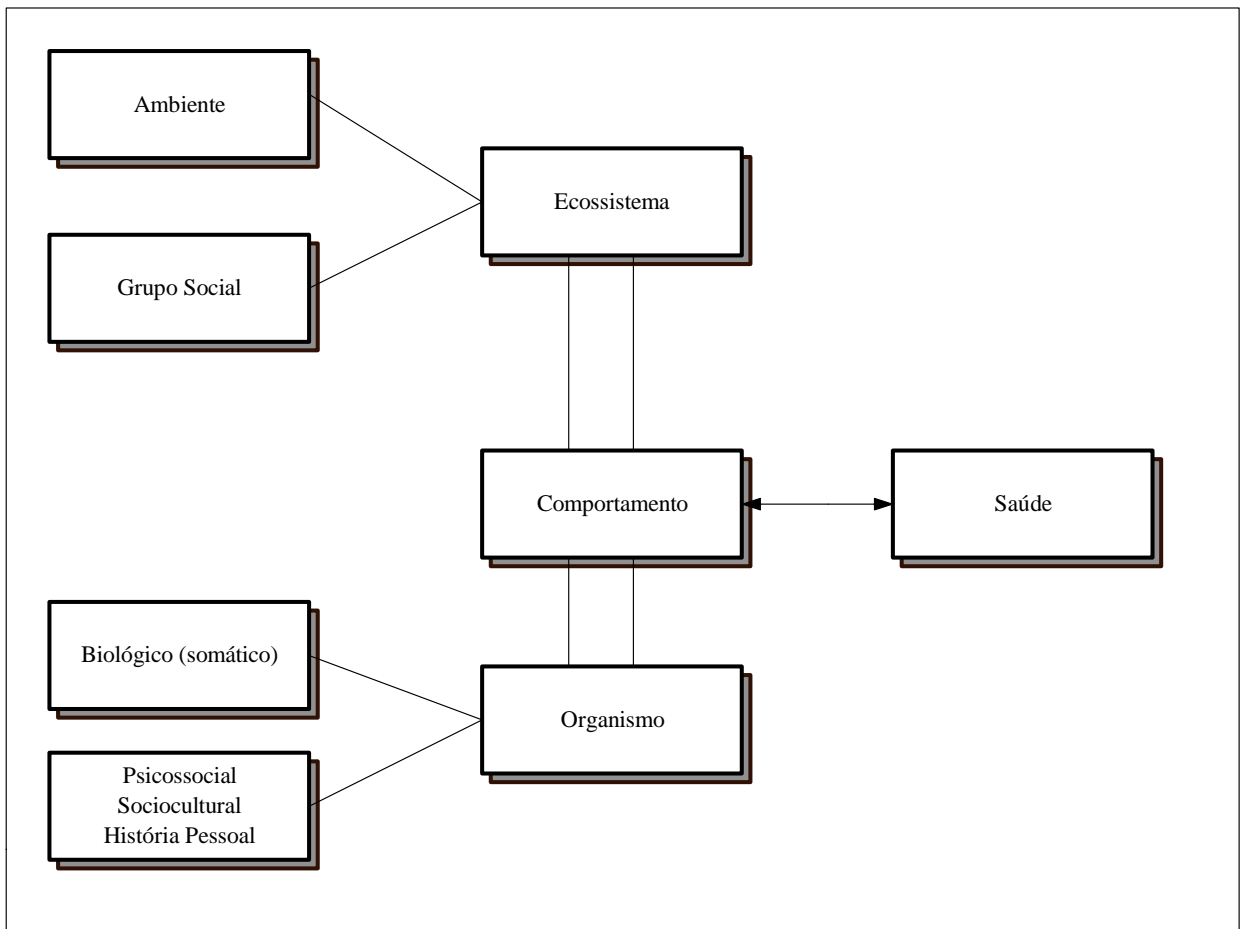 Ambiente
Ecossistema
Grupo Social
Comportamento
Saúde
Biológico (somático)
Organismo
Psicossocial
Sociocultural
História Pessoal